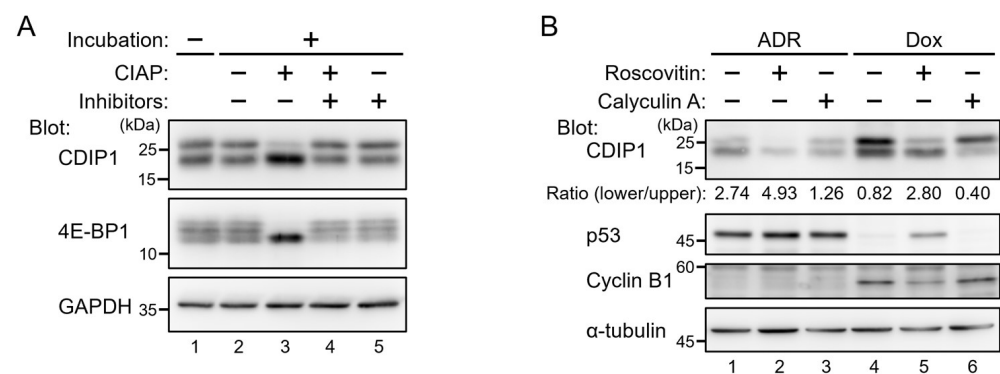 A
Incubation: − +
CIAP: − + + −
Inhibitors: − − + +
Blot: (kDa)
CDIP1 25
15
4E-BP1
10
GAPDH 35
1 2 3 4 5
B
ADR Dox
Roscovitin: − + − − + −
Calyculin A: − − + − − +
Blot: (kDa)
CDIP1 25
15
Ratio (lower/upper): 2.74 4.93 1.26 0.82 2.80 0.40
p53 45
60
Cyclin B1
α-tubulin
45
1 2 3 4 5 6